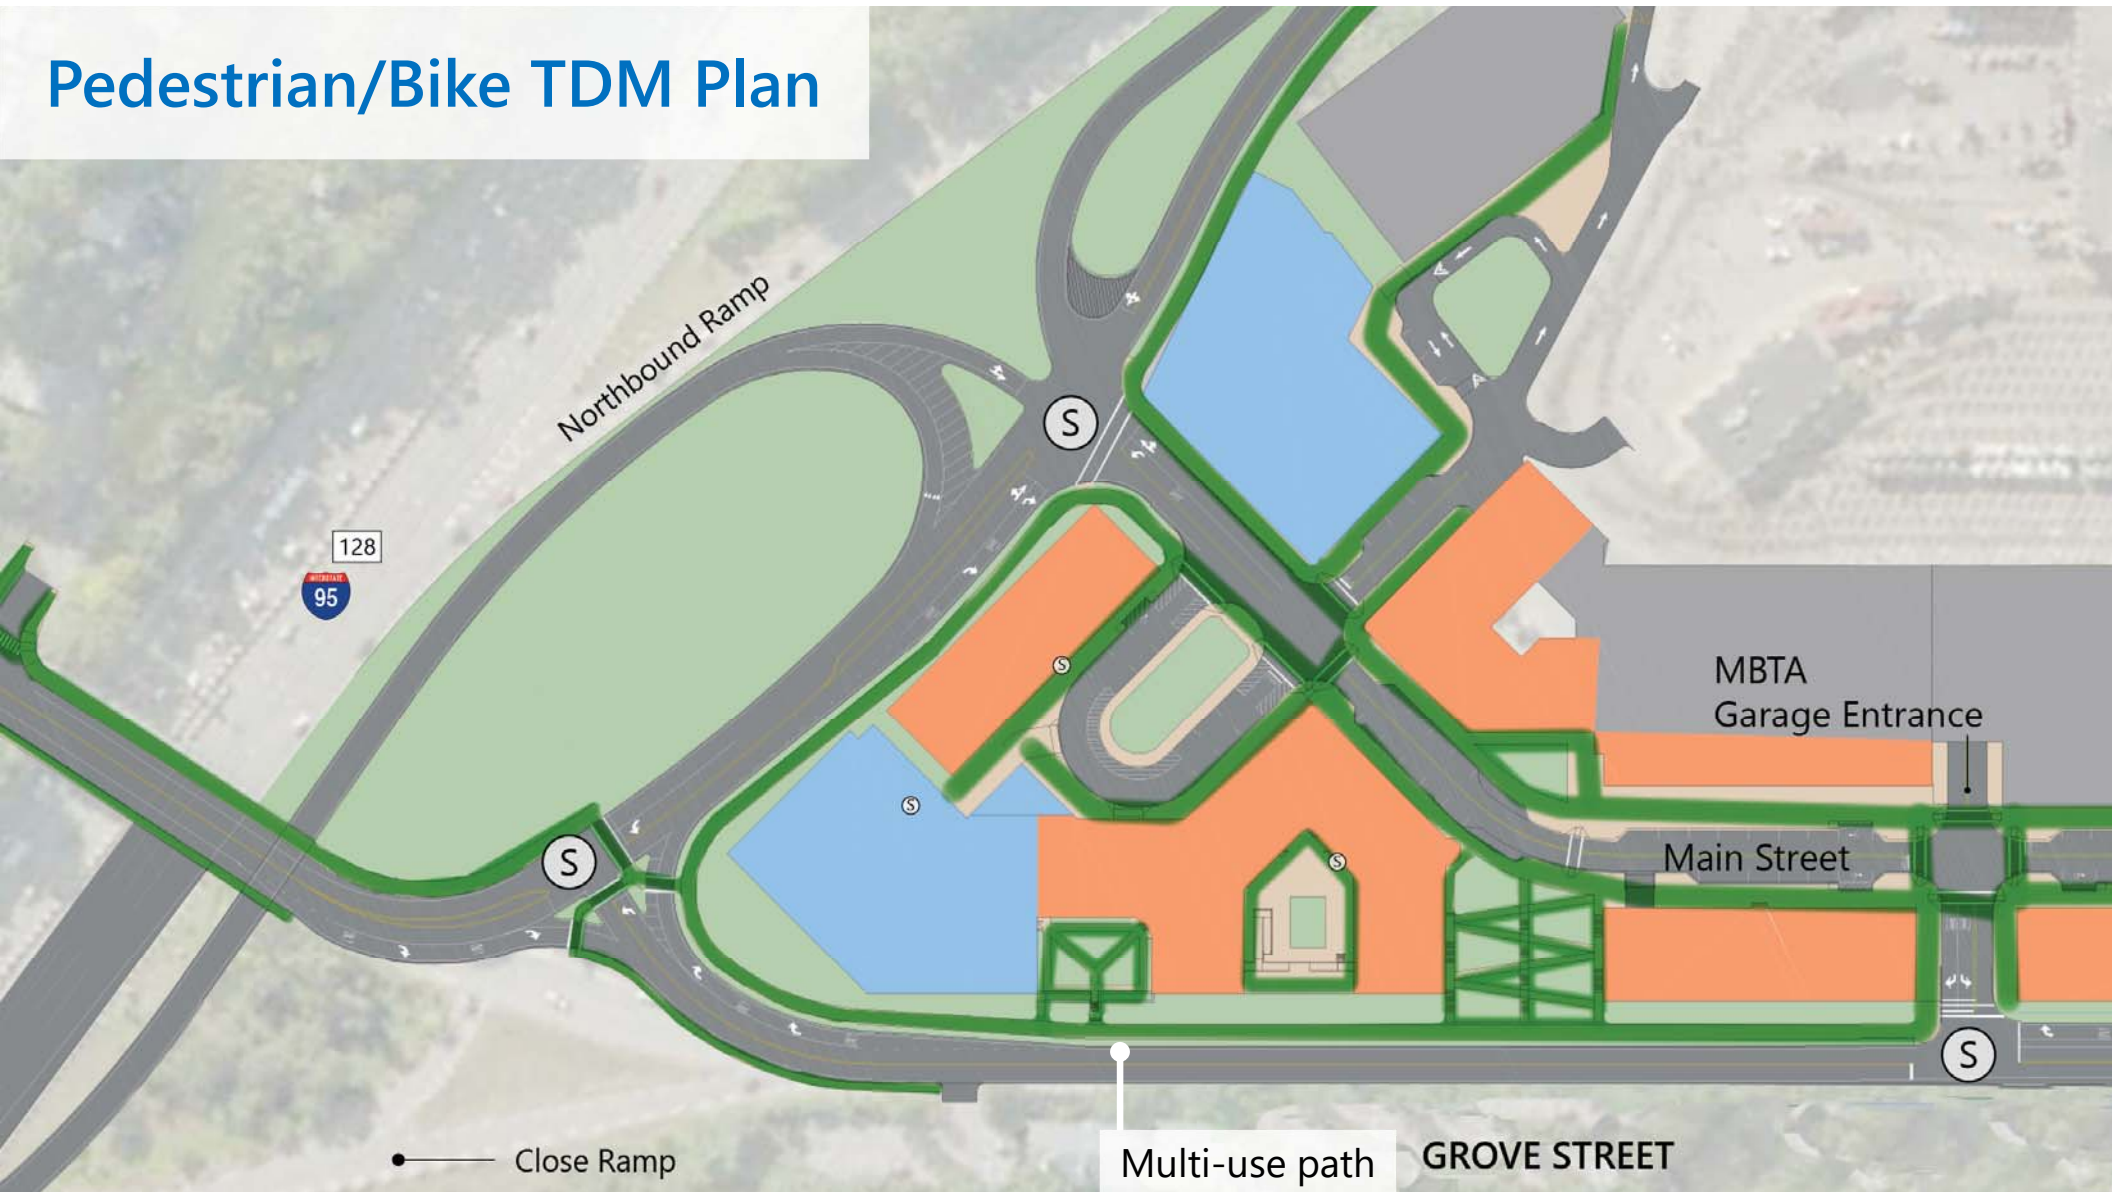 Pedestrian/Bike TDM Plan
Northbound Ramp
S
128
INTERSTATE
95
S
S
MBTA
Garage Entrance
S
S
Main Street
S
S
Close Ramp
Multi-use path
GROVE STREET